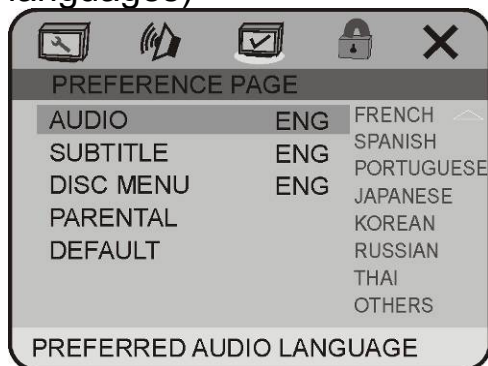 languages)
PREFERENCE PAGE
AUDIO ENG
SUBTITLE ENG
DISC MENU ENG
PARENTAL
DEFAULT
FRENCH
SPANISH
PORTUGUESE
JAPANESE
KOREAN
RUSSIAN
THAI
OTHERS
PREFERRED AUDIO LANGUAGE